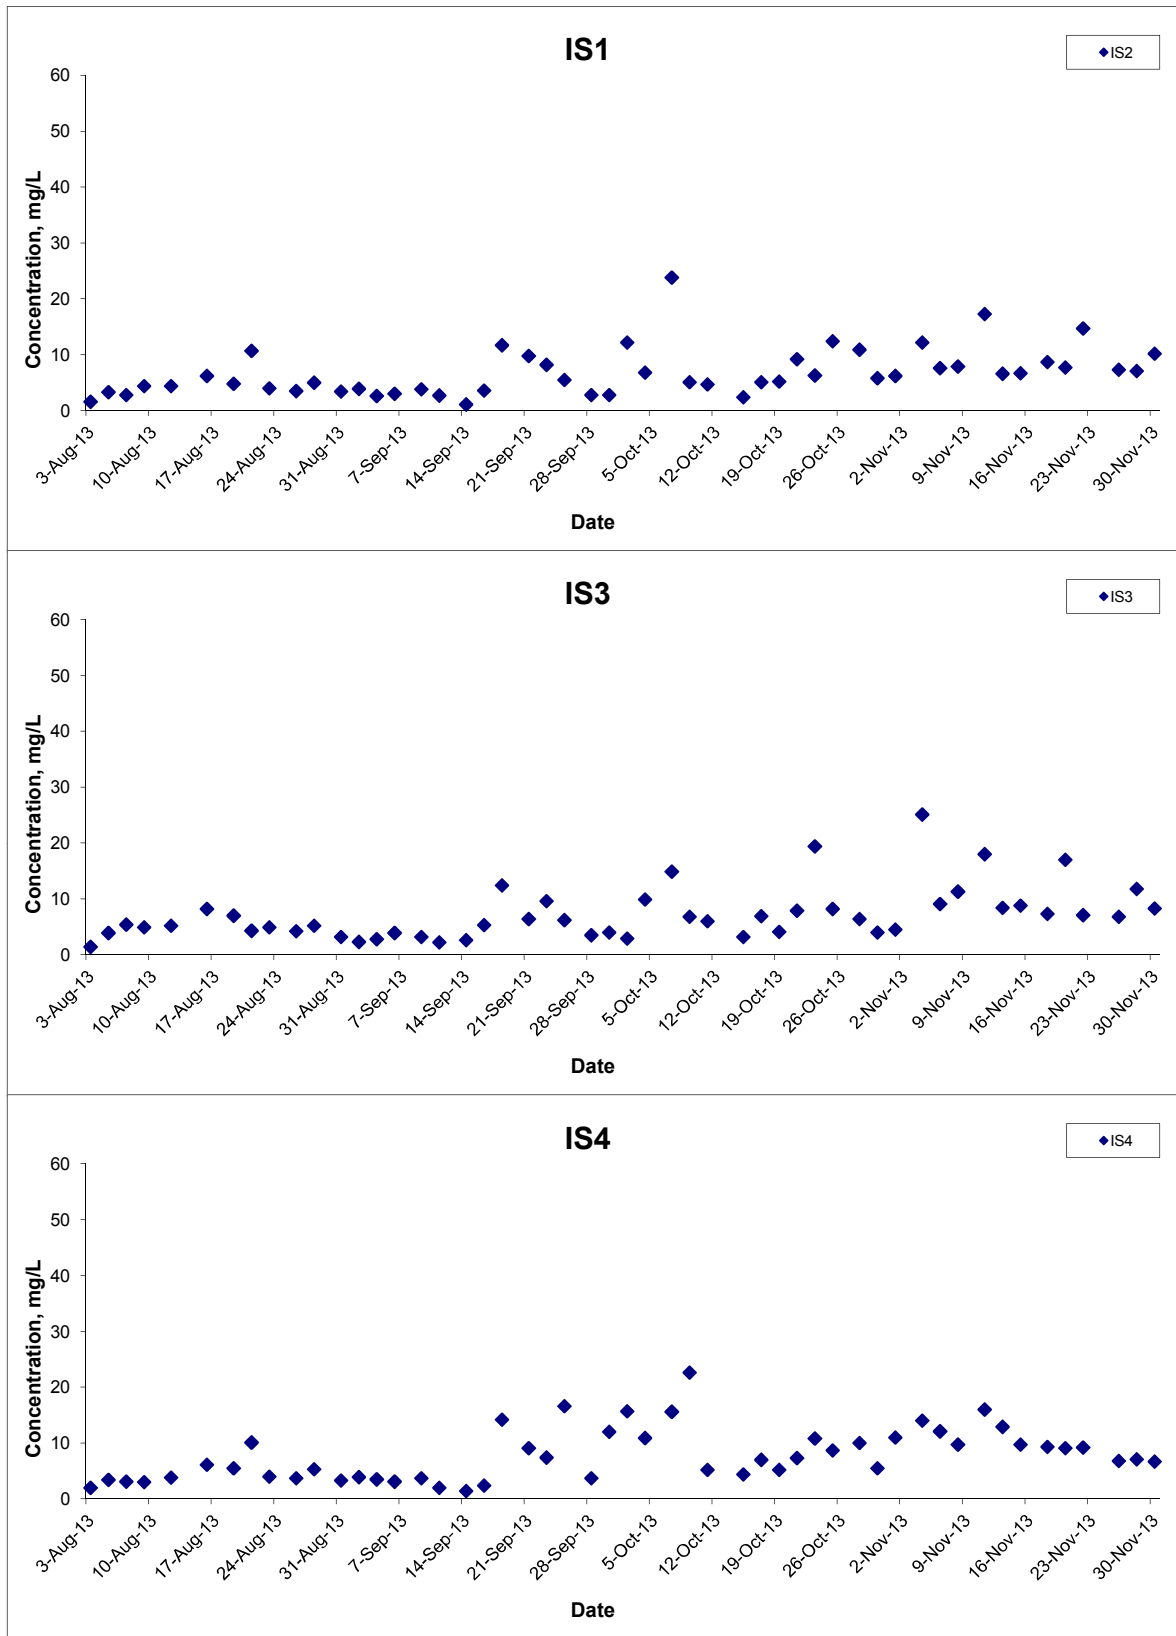 IS1
IS2
Concentration, mg/L
60
50
40
30
20
10
0
3-Aug-13
10-Aug-13
17-Aug-13
24-Aug-13
31-Aug-13
7-Sep-13
14-Sep-13
21-Sep-13
28-Sep-13
5-Oct-13
12-Oct-13
19-Oct-13
26-Oct-13
2-Nov-13
9-Nov-13
16-Nov-13
23-Nov-13
30-Nov-13
Date
IS3
IS3
Concentration, mg/L
60
50
40
30
20
10
0
3-Aug-13
10-Aug-13
17-Aug-13
24-Aug-13
31-Aug-13
7-Sep-13
14-Sep-13
21-Sep-13
28-Sep-13
5-Oct-13
12-Oct-13
19-Oct-13
26-Oct-13
2-Nov-13
9-Nov-13
16-Nov-13
23-Nov-13
30-Nov-13
Date
IS4
IS4
Concentration, mg/L
60
50
40
30
20
10
0
3-Aug-13
10-Aug-13
17-Aug-13
24-Aug-13
31-Aug-13
7-Sep-13
14-Sep-13
21-Sep-13
28-Sep-13
5-Oct-13
12-Oct-13
19-Oct-13
26-Oct-13
2-Nov-13
9-Nov-13
16-Nov-13
23-Nov-13
30-Nov-13
Date